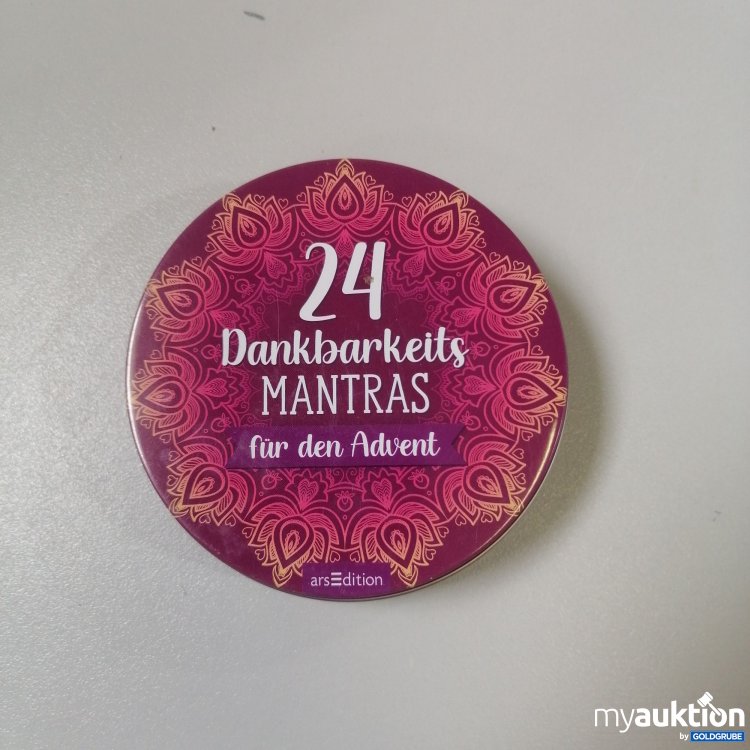 24
Dankbarkeits
MANTRAS
für den Advent
arsEdition
myauktion
by GOLDGRUBE